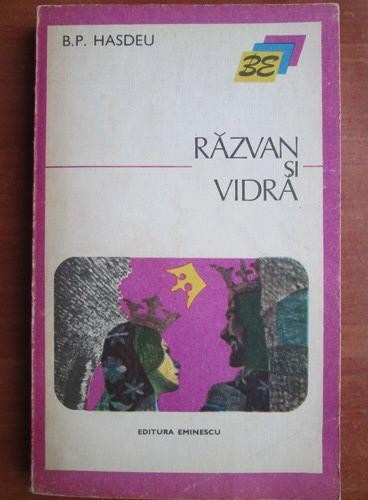 B.P. HASDEU
BE
RĂZVAN
ȘI
VIDRA
EDITURA EMINESCU